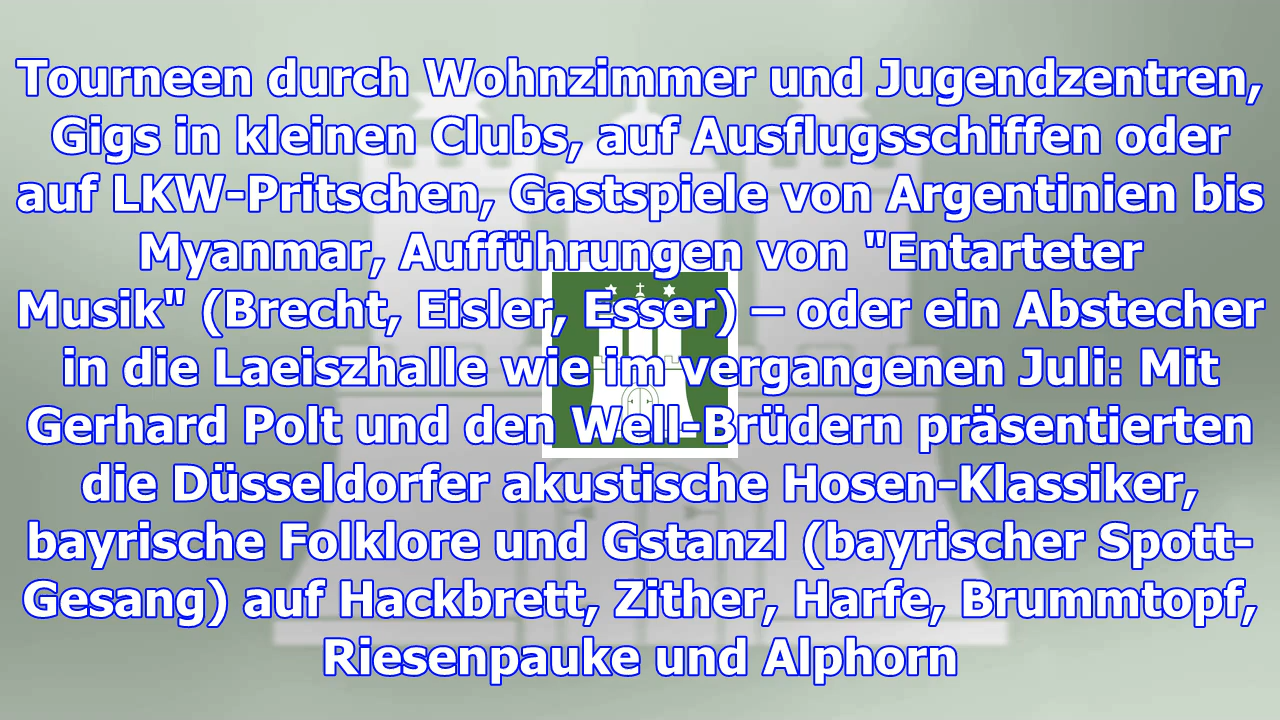 Tourneen durch Wohnzimmer und Jugendzentren,
Gigs in kleinen Clubs, auf Ausflugsschiffen oder
auf LKW-Pritschen, Gastspiele von Argentinien bis
Myanmar, Aufführungen von "Entarteter
Musik" (Brecht, Eisler, Esser) – oder ein Abstecher
in die Laeiszhalle wie im vergangenen Juli: Mit
Gerhard Polt und den Well-Brüdern präsentierten
die Düsseldorfer akustische Hosen-Klassiker,
bayrische Folklore und Gstanzl (bayrischer Spott-
Gesang) auf Hackbrett, Zither, Harfe, Brummtopf,
Riesenpauke und Alphorn